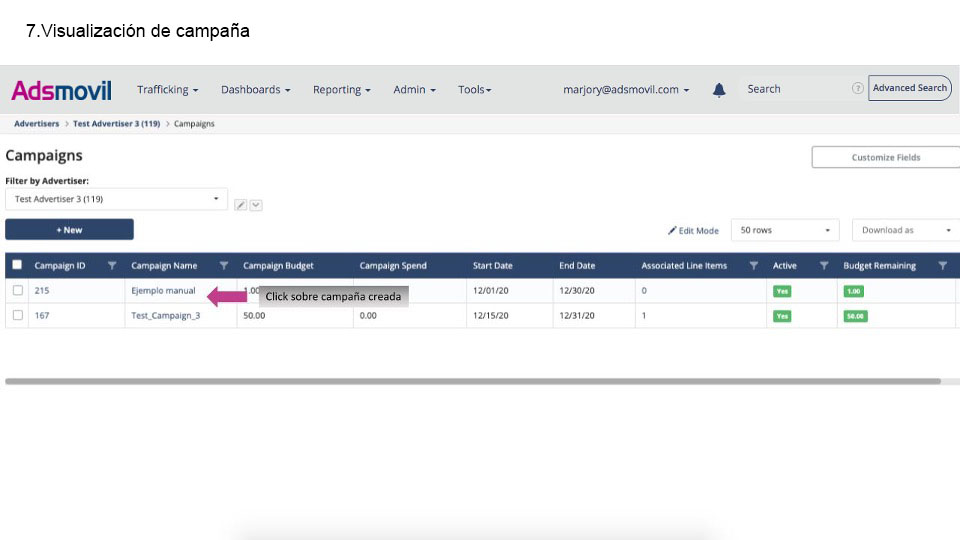 7.Visualización de campaña
Adsmovil Trafficking Dashboards Reporting Admin Tools marjory@adsmovil.com Search ? Advanced Search
Advertisers > Test Advertiser 3 (119) > Campaigns
Campaigns
Customize Fields
Filter by Advertiser:
Test Advertiser 3 (119)
+ New
Edit Mode 50 rows Download as
Campaign ID Campaign Name Campaign Budget Campaign Spend Start Date End Date Associated Line Items Active Budget Remaining
215 Ejemplo manual 1.00 12/01/20 12/30/20 0 Yes 1.00
Click sobre campaña creada
167 Test_Campaign_3 50.00 0.00 12/15/20 12/31/20 1 Yes 50.00